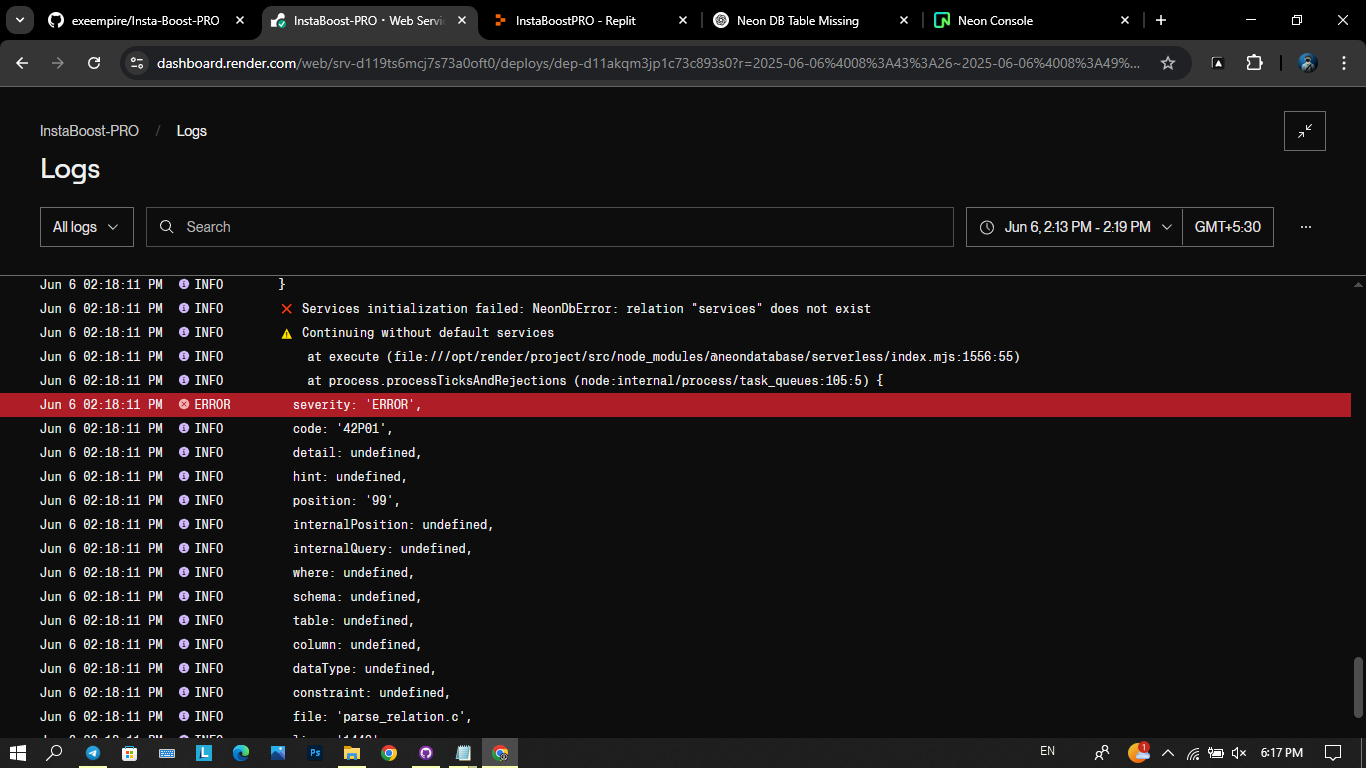 exeempire/Insta-Boost-PRO
InstaBoost-PRO · Web Servic
InstaBoostPRO - Replit
Neon DB Table Missing
Neon Console
dashboard.render.com/web/srv-d119ts6mcj7s73a0oft0/deploys/dep-d11akqm3jp1c73c893s0?r=2025-06-06%4008%3A43%3A26~2025-06-06%4008%3A49%...
InstaBoost-PRO / Logs
Logs
All logs
Search
Jun 6, 2:13 PM - 2:19 PM
GMT+5:30
Jun 6 02:18:11 PM INFO }
Jun 6 02:18:11 PM INFO ❌ Services initialization failed: NeonDbError: relation "services" does not exist
Jun 6 02:18:11 PM INFO ⚠️ Continuing without default services
Jun 6 02:18:11 PM INFO at execute (file:///opt/render/project/src/node_modules/@neondatabase/serverless/index.mjs:1556:55)
Jun 6 02:18:11 PM INFO at process.processTicksAndRejections (node:internal/process/task_queues:105:5) {
Jun 6 02:18:11 PM ERROR severity: 'ERROR',
Jun 6 02:18:11 PM INFO code: '42P01',
Jun 6 02:18:11 PM INFO detail: undefined,
Jun 6 02:18:11 PM INFO hint: undefined,
Jun 6 02:18:11 PM INFO position: '99',
Jun 6 02:18:11 PM INFO internalPosition: undefined,
Jun 6 02:18:11 PM INFO internalQuery: undefined,
Jun 6 02:18:11 PM INFO where: undefined,
Jun 6 02:18:11 PM INFO schema: undefined,
Jun 6 02:18:11 PM INFO table: undefined,
Jun 6 02:18:11 PM INFO column: undefined,
Jun 6 02:18:11 PM INFO dataType: undefined,
Jun 6 02:18:11 PM INFO constraint: undefined,
Jun 6 02:18:11 PM INFO file: 'parse_relation.c',
L
Ps
EN
1
6:17 PM